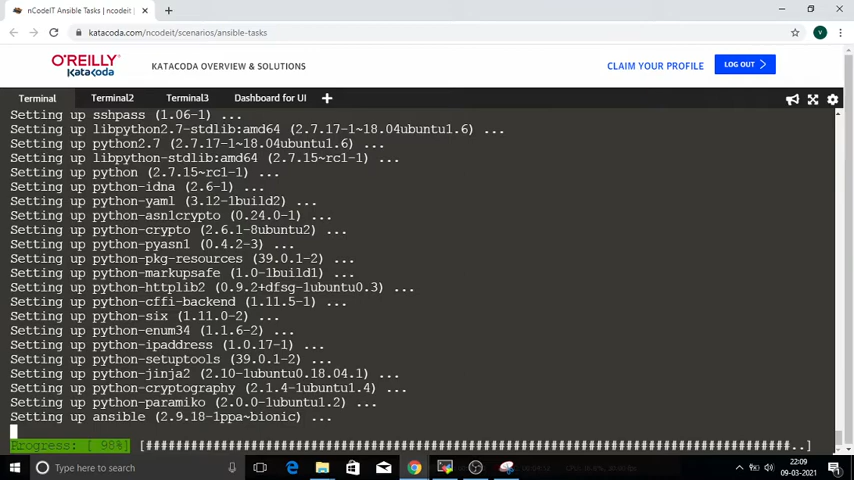 nCodeIT Ansible Tasks | ncodeit |
katacoda.com/ncodeit/scenarios/ansible-tasks
V
O'REILLY
Katacoda
KATACODA OVERVIEW & SOLUTIONS
CLAIM YOUR PROFILE
LOG OUT
Terminal
Terminal2
Terminal3
Dashboard for UI
Setting up sshpass (1.06-1) ...
Setting up libpython2.7-stdlib:amd64 (2.7.17-1~18.04ubuntu1.6) ...
Setting up python2.7 (2.7.17-1~18.04ubuntu1.6) ...
Setting up libpython-stdlib:amd64 (2.7.15~rc1-1) ...
Setting up python (2.7.15~rc1-1) ...
Setting up python-idna (2.6-1) ...
Setting up python-yaml (3.12-1build2) ...
Setting up python-asn1crypto (0.24.0-1) ...
Setting up python-crypto (2.6.1-8ubuntu2) ...
Setting up python-pyasn1 (0.4.2-3) ...
Setting up python-pkg-resources (39.0.1-2) ...
Setting up python-markupsafe (1.0-1build1) ...
Setting up python-httplib2 (0.9.2+dfsg-1ubuntu0.3) ...
Setting up python-cffi-backend (1.11.5-1) ...
Setting up python-six (1.11.0-2) ...
Setting up python-enum34 (1.1.6-2) ...
Setting up python-ipaddress (1.0.17-1) ...
Setting up python-setuptools (39.0.1-2) ...
Setting up python-jinja2 (2.10-1ubuntu0.18.04.1) ...
Setting up python-cryptography (2.1.4-1ubuntu1.4) ...
Setting up python-paramiko (2.0.0-1ubuntu1.2) ...
Setting up ansible (2.9.18-1ppa~bionic) ...
Progress: [ 98%] [##########################################################################################..]
Type here to search
22:09
09-03-2021